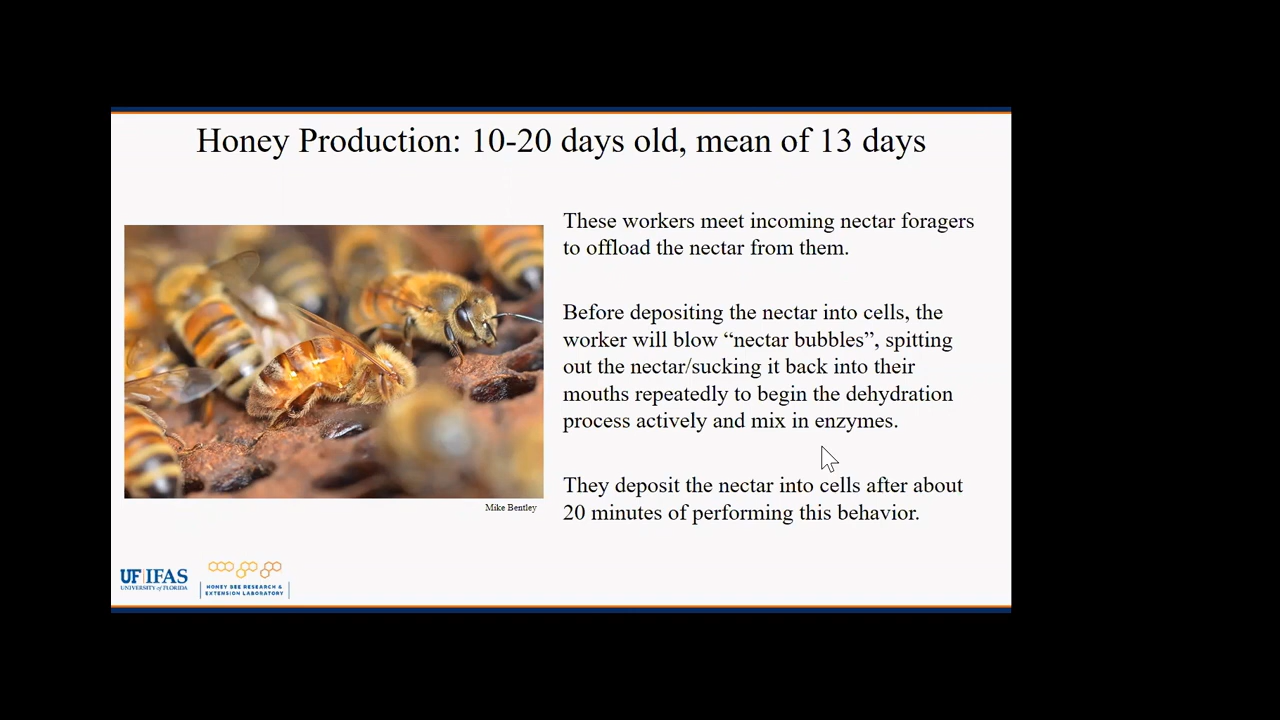 Honey Production: 10-20 days old, mean of 13 days
These workers meet incoming nectar foragers
to offload the nectar from them.
Before depositing the nectar into cells, the
worker will blow “nectar bubbles”, spitting
out the nectar/sucking it back into their
mouths repeatedly to begin the dehydration
process actively and mix in enzymes.
They deposit the nectar into cells after about
20 minutes of performing this behavior.
Mike Bentley
UF|IFAS
UNIVERSITY of FLORIDA
HONEY BEE RESEARCH &
EXTENSION LABORATORY